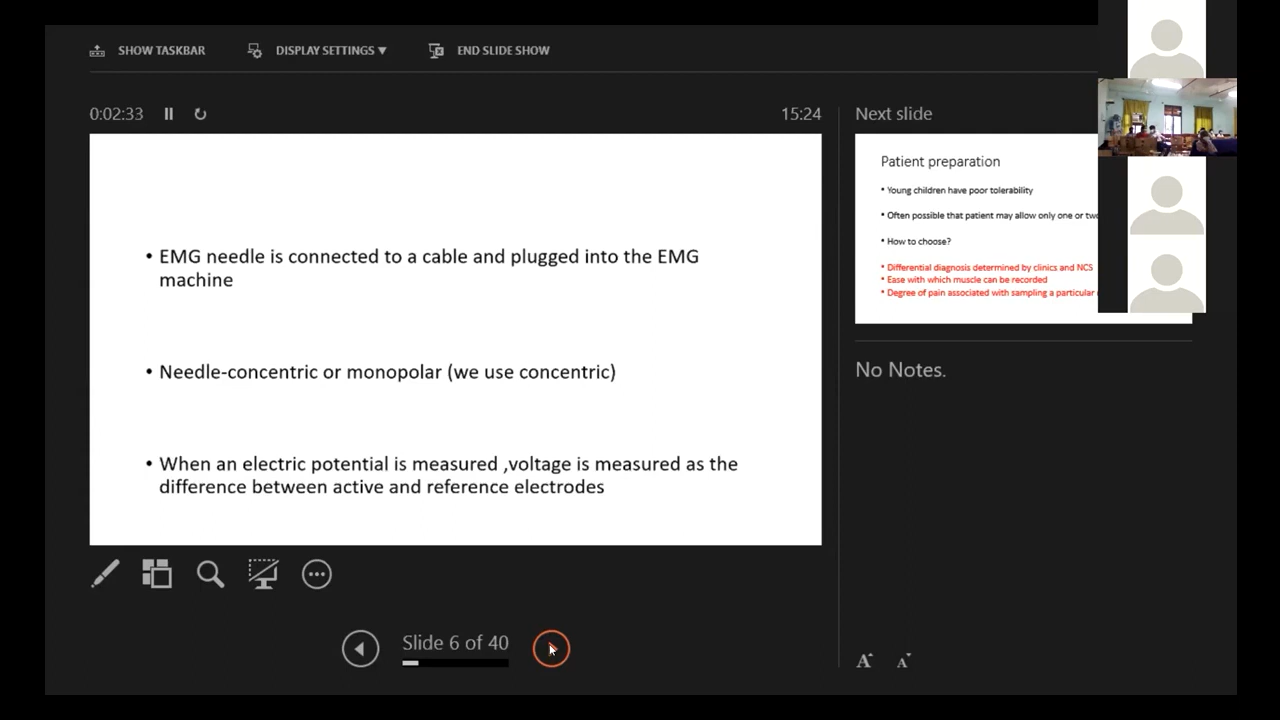 SHOW TASKBAR
DISPLAY SETTINGS ▼
END SLIDE SHOW
0:02:33
15:24
Next slide
• EMG needle is connected to a cable and plugged into the EMG
machine
• Needle-concentric or monopolar (we use concentric)
• When an electric potential is measured ,voltage is measured as the
difference between active and reference electrodes
Patient preparation
• Young children have poor tolerability
• Often possible that patient may allow only one or two
• How to choose?
• Differential diagnosis determined by clinics and NCS
• Ease with which muscle can be recorded
• Degree of pain associated with sampling a particular
No Notes.
Slide 6 of 40
A A